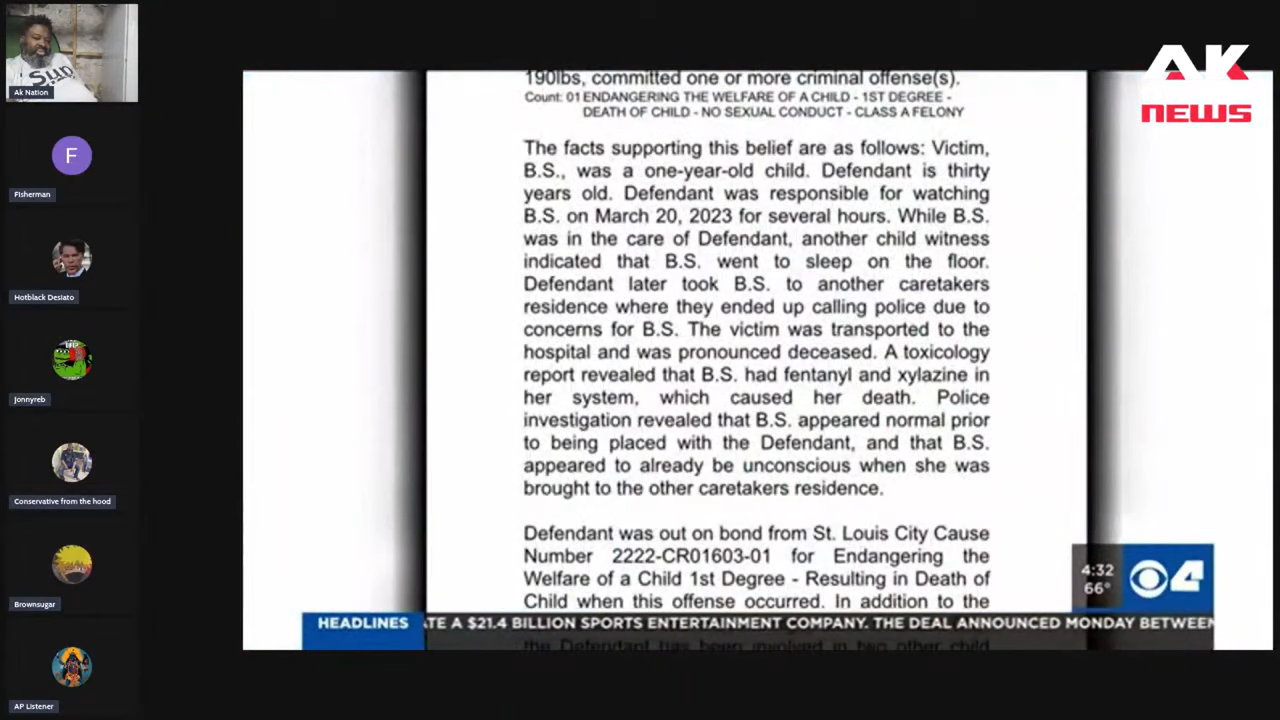 SUP
Ak Nation
F
Fisherman
Hotblack Desiato
Jonnyreb
Conservative from the hood
Brownsugar
AP Listener
AK
NEWS
190lbs, committed one or more criminal offense(s).
Count: 01 ENDANGERING THE WELFARE OF A CHILD - 1ST DEGREE -
DEATH OF CHILD - NO SEXUAL CONDUCT - CLASS A FELONY
The facts supporting this belief are as follows: Victim,
B.S., was a one-year-old child. Defendant is thirty
years old. Defendant was responsible for watching
B.S. on March 20, 2023 for several hours. While B.S.
was in the care of Defendant, another child witness
indicated that B.S. went to sleep on the floor.
Defendant later took B.S. to another caretakers
residence where they ended up calling police due to
concerns for B.S. The victim was transported to the
hospital and was pronounced deceased. A toxicology
report revealed that B.S. had fentanyl and xylazine in
her system, which caused her death. Police
investigation revealed that B.S. appeared normal prior
to being placed with the Defendant, and that B.S.
appeared to already be unconscious when she was
brought to the other caretakers residence.
Defendant was out on bond from St. Louis City Cause
Number 2222-CR01603-01 for Endangering the
Welfare of a Child 1st Degree - Resulting in Death of
Child when this offense occurred. In addition to the
the Defendant has been involved in two other child
4:32
66°
4
HEADLINES
ATE A $21.4 BILLION SPORTS ENTERTAINMENT COMPANY. THE DEAL ANNOUNCED MONDAY BETWEEN